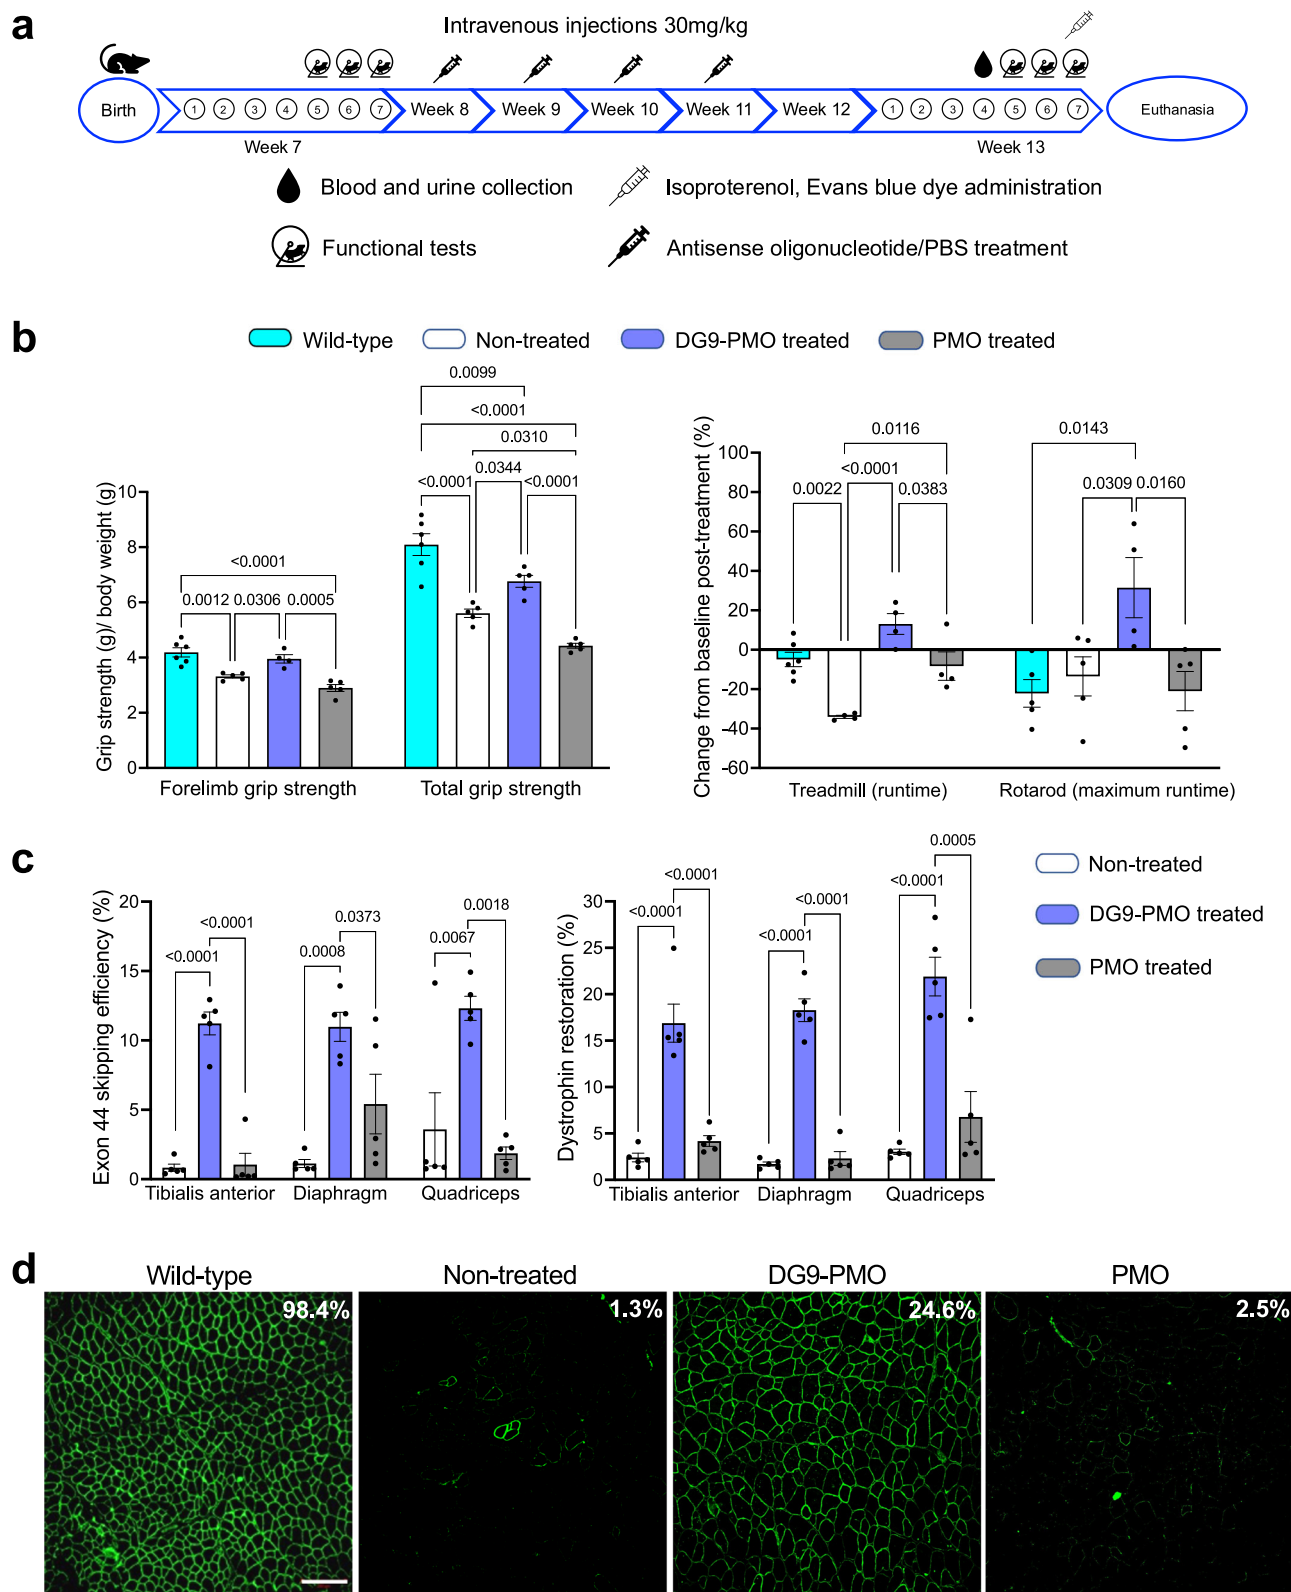 a
Intravenous injections 30mg/kg
Birth
1 2 3 4 5 6 7
Week 8
Week 9
Week 10
Week 11
Week 12
1 2 3 4 5 6 7
Euthanasia
Week 7
Week 13
Blood and urine collection
Isoproterenol, Evans blue dye administration
Functional tests
Antisense oligonucleotide/PBS treatment
b
Wild-type
Non-treated
DG9-PMO treated
PMO treated
Grip strength (g)/ body weight (g)
10
8
6
4
2
0
<0.0001
0.0012
0.0306
0.0005
0.0099
<0.0001
0.0310
0.0344
<0.0001
<0.0001
Forelimb grip strength
Total grip strength
Change from baseline post-treatment (%)
100
80
60
40
20
0
-20
-40
-60
0.0116
<0.0001
0.0022
0.0383
0.0143
0.0309
0.0160
Treadmill (runtime)
Rotarod (maximum runtime)
c
Exon 44 skipping efficiency (%)
20
15
10
5
0
<0.0001
<0.0001
0.0373
0.0008
0.0018
0.0067
Tibialis anterior
Diaphragm
Quadriceps
Dystrophin restoration (%)
30
25
20
15
10
5
0
<0.0001
<0.0001
<0.0001
<0.0001
0.0005
<0.0001
Tibialis anterior
Diaphragm
Quadriceps
Non-treated
DG9-PMO treated
PMO treated
d
Wild-type
Non-treated
DG9-PMO
PMO
98.4%
1.3%
24.6%
2.5%